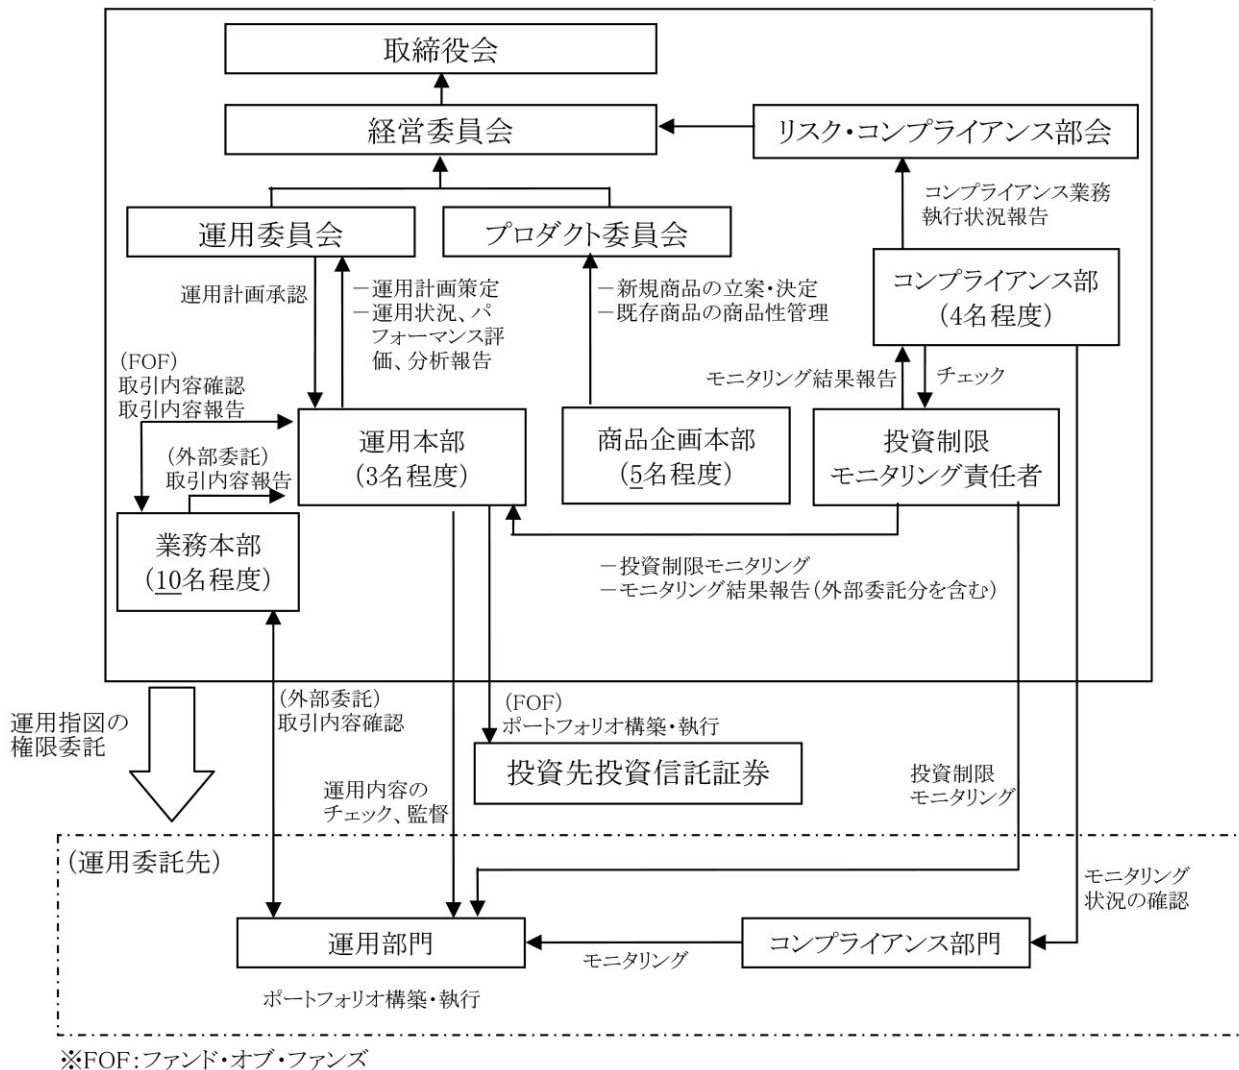 取締役会
経営委員会
リスク・コンプライアンス部会
コンプライアンス業務
執行状況報告
運用委員会
プロダクト委員会
コンプライアンス部
(4名程度)
運用計画承認
－運用計画策定
－運用状況、パ
フォーマンス評
価、分析報告
－新規商品の立案・決定
－既存商品の商品性管理
(FOF)
取引内容確認
取引内容報告
モニタリング結果報告
チェック
運用本部
(3名程度)
商品企画本部
(5名程度)
投資制限
モニタリング責任者
(外部委託)
取引内容報告
業務本部
(10名程度)
－投資制限モニタリング
－モニタリング結果報告(外部委託分を含む)
運用指図の
権限委託
(外部委託)
取引内容確認
(FOF)
ポートフォリオ構築・執行
投資先投資信託証券
運用内容の
チェック、監督
投資制限
モニタリング
(運用委託先)
モニタリング
状況の確認
運用部門
モニタリング
コンプライアンス部門
ポートフォリオ構築・執行
※FOF:ファンド・オブ・ファンズ